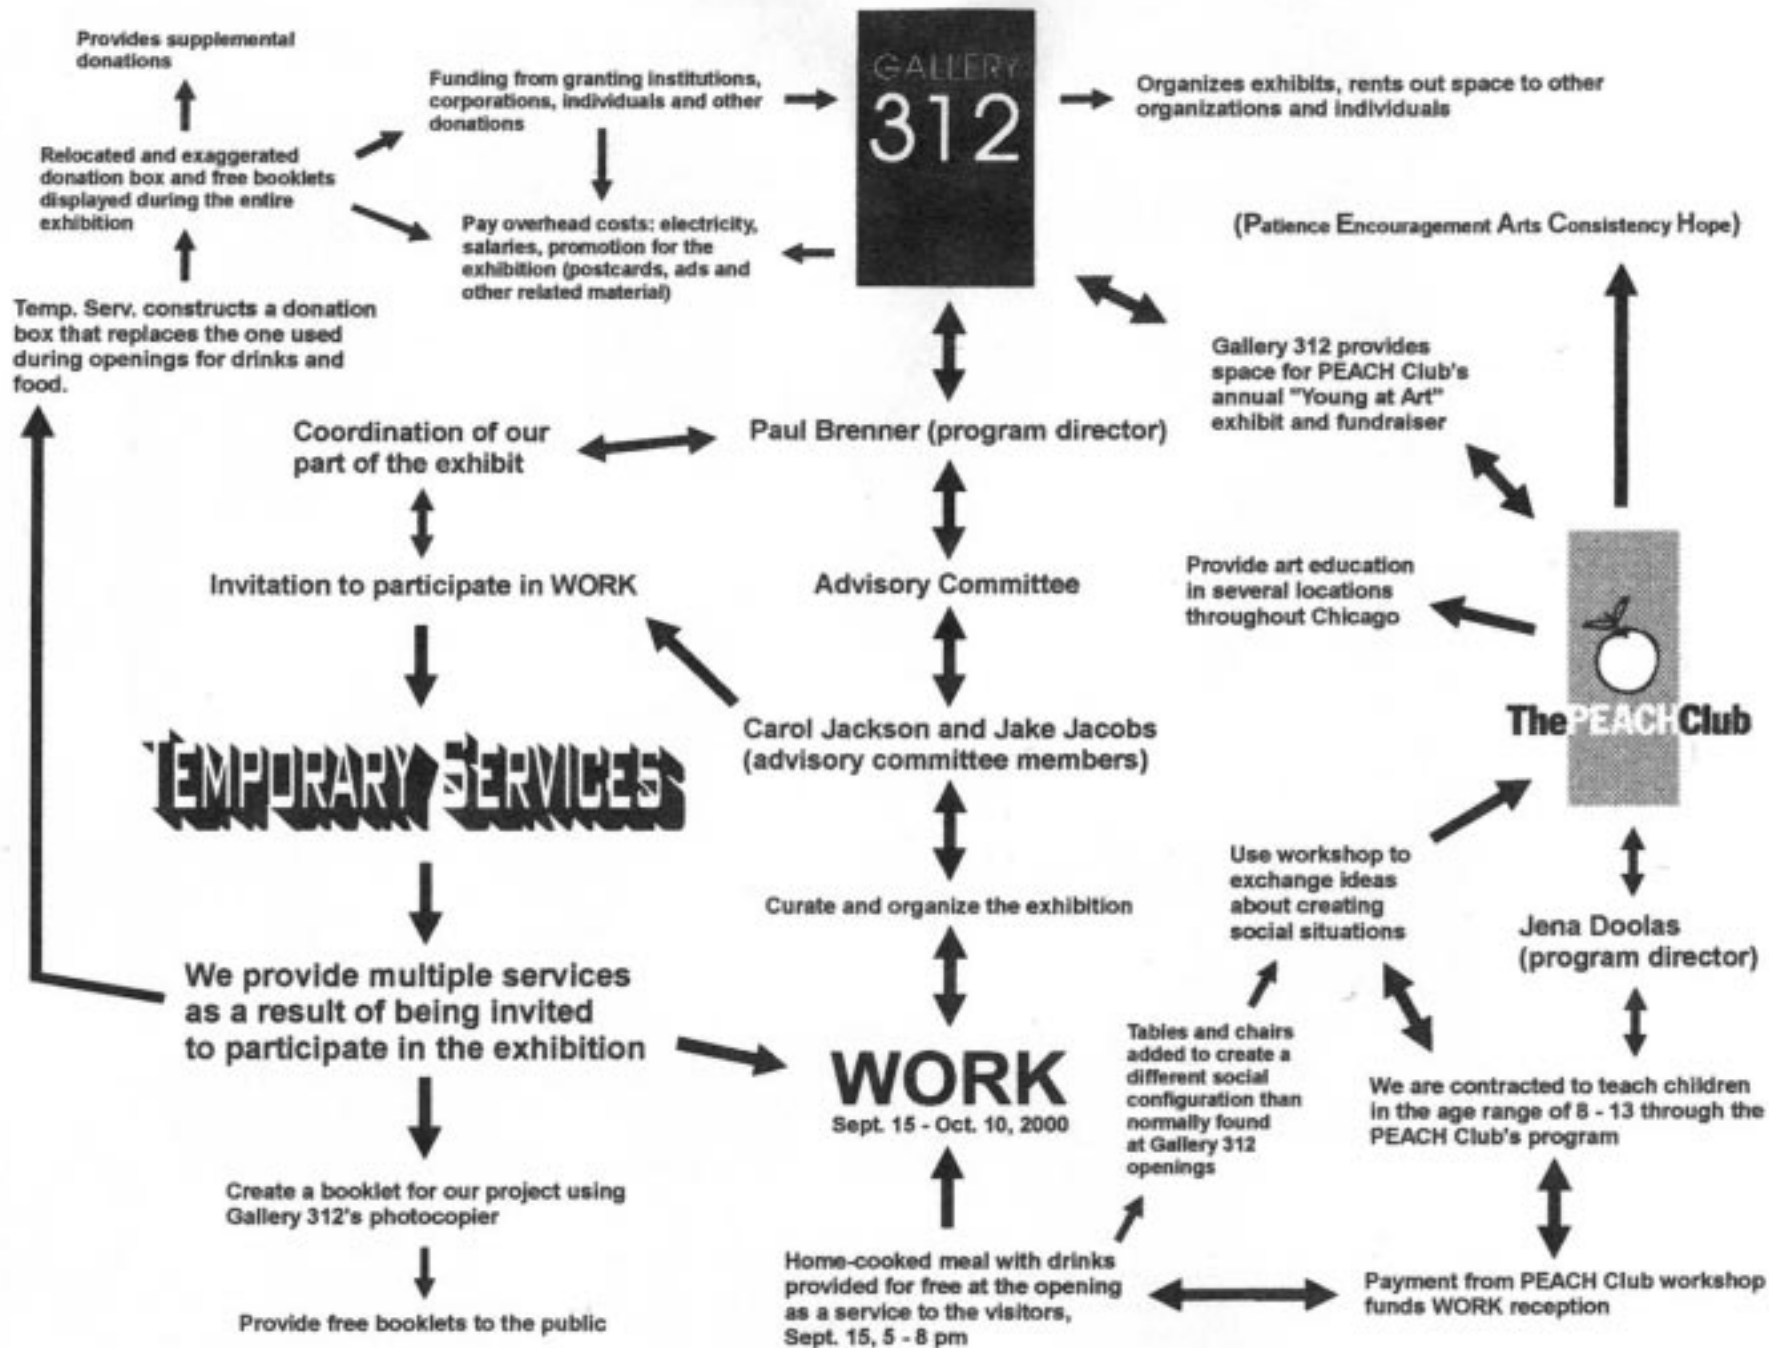 Provides supplemental
donations
Funding from granting institutions,
corporations, individuals and other
donations
GALLERY
312
Organizes exhibits, rents out space to other
organizations and individuals
Relocated and exaggerated
donation box and free booklets
displayed during the entire
exhibition
Pay overhead costs: electricity,
salaries, promotion for the
exhibition (postcards, ads and
other related material)
(Patience Encouragement Arts Consistency Hope)
Temp. Serv. constructs a donation
box that replaces the one used
during openings for drinks and
food.
Gallery 312 provides
space for PEACH Club's
annual "Young at Art"
exhibit and fundraiser
Coordination of our
part of the exhibit
Paul Brenner (program director)
Invitation to participate in WORK
Advisory Committee
Provide art education
in several locations
throughout Chicago
The PEACH Club
TEMPORARY SERVICES
Carol Jackson and Jake Jacobs
(advisory committee members)
Use workshop to
exchange ideas
about creating
social situations
Curate and organize the exhibition
Jena Doolas
(program director)
We provide multiple services
as a result of being invited
to participate in the exhibition
WORK
Sept. 15 - Oct. 10, 2000
Tables and chairs
added to create a
different social
configuration than
normally found
at Gallery 312
openings
We are contracted to teach children
in the age range of 8 - 13 through the
PEACH Club's program
Create a booklet for our project using
Gallery 312's photocopier
Home-cooked meal with drinks
provided for free at the opening
as a service to the visitors,
Sept. 15, 5 - 8 pm
Payment from PEACH Club workshop
funds WORK reception
Provide free booklets to the public